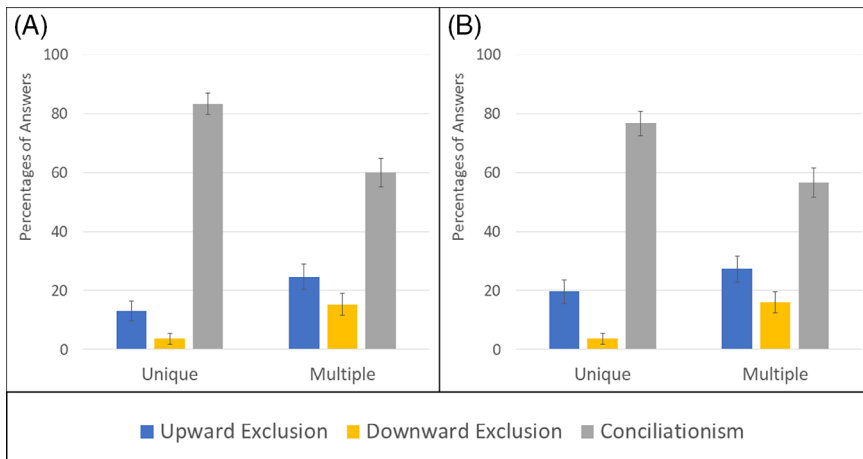 (A)
Percentages of Answers
100
80
60
40
20
0
Unique Multiple
(B)
Percentages of Answers
100
80
60
40
20
0
Unique Multiple
Upward Exclusion Downward Exclusion Conciliationism